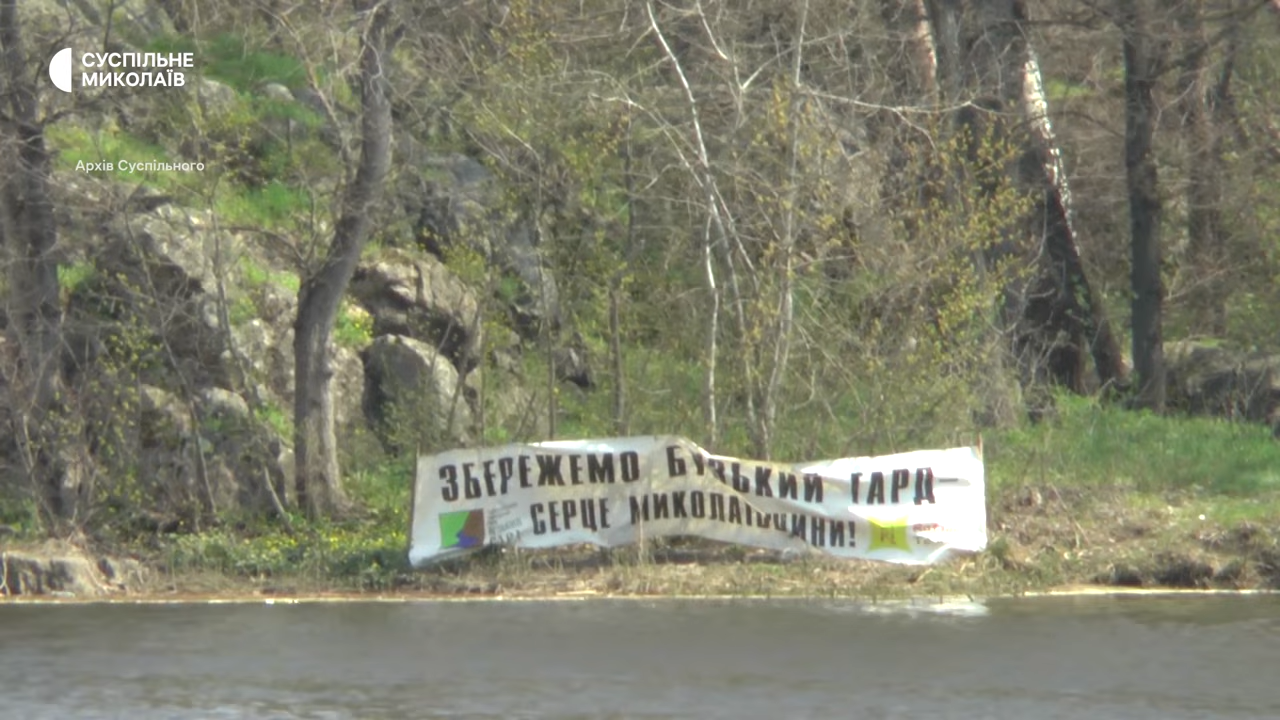 СУСПІЛЬНЕ
МИКОЛАЇВ
Архів Суспільного
ЗБЕРЕЖЕМО БУЗЬКИЙ ГАРД–
СЕРЦЕ МИКОЛАЇВЩИНИ!